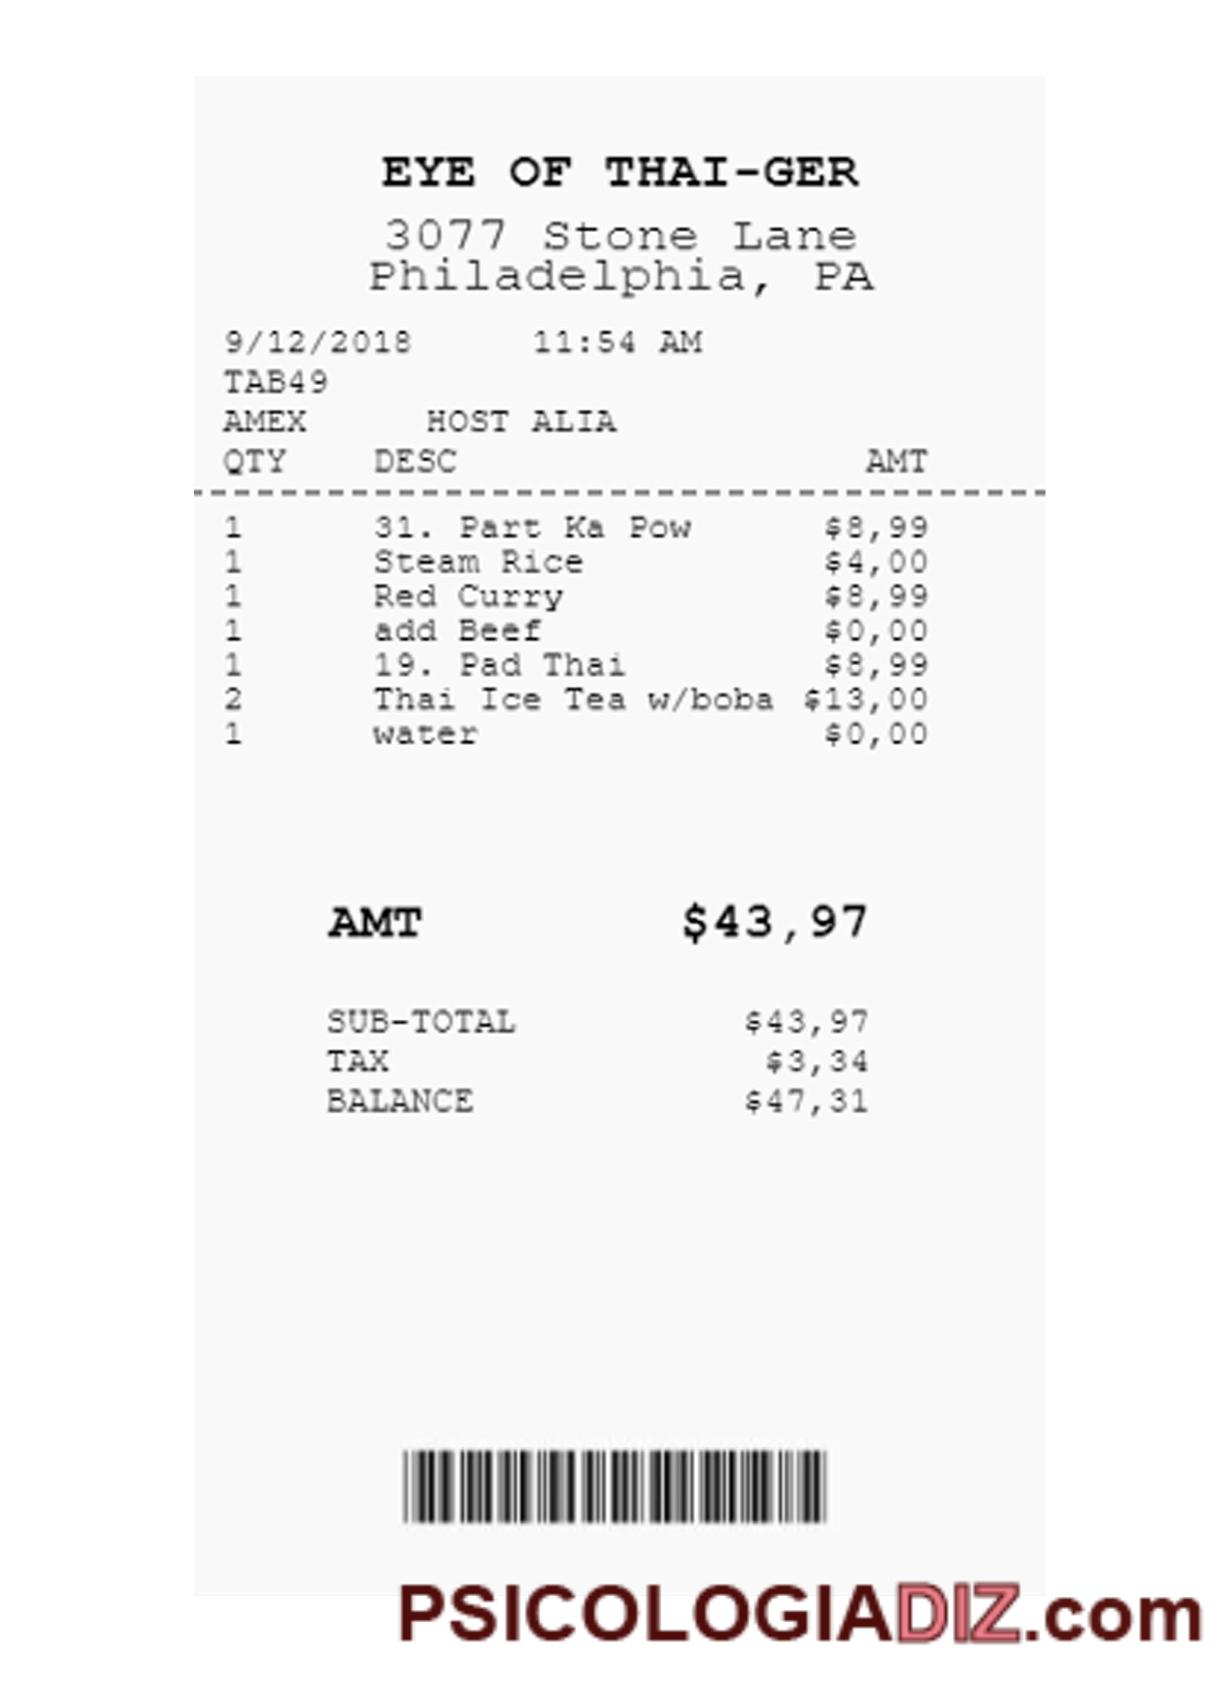 EYE OF THAI-GER
3077 Stone Lane
Philadelphia, PA
9/12/2018 11:54 AM
TAB49
AMEX HOST ALIA
QTY DESC AMT
1 31. Part Ka Pow $8,99
1 Steam Rice $4,00
1 Red Curry $8,99
1 add Beef $0,00
1 19. Pad Thai $8,99
2 Thai Ice Tea w/boba $13,00
1 water $0,00
AMT $43,97
SUB-TOTAL $43,97
TAX $3,34
BALANCE $47,31
PSICOLOGIADIZ.com